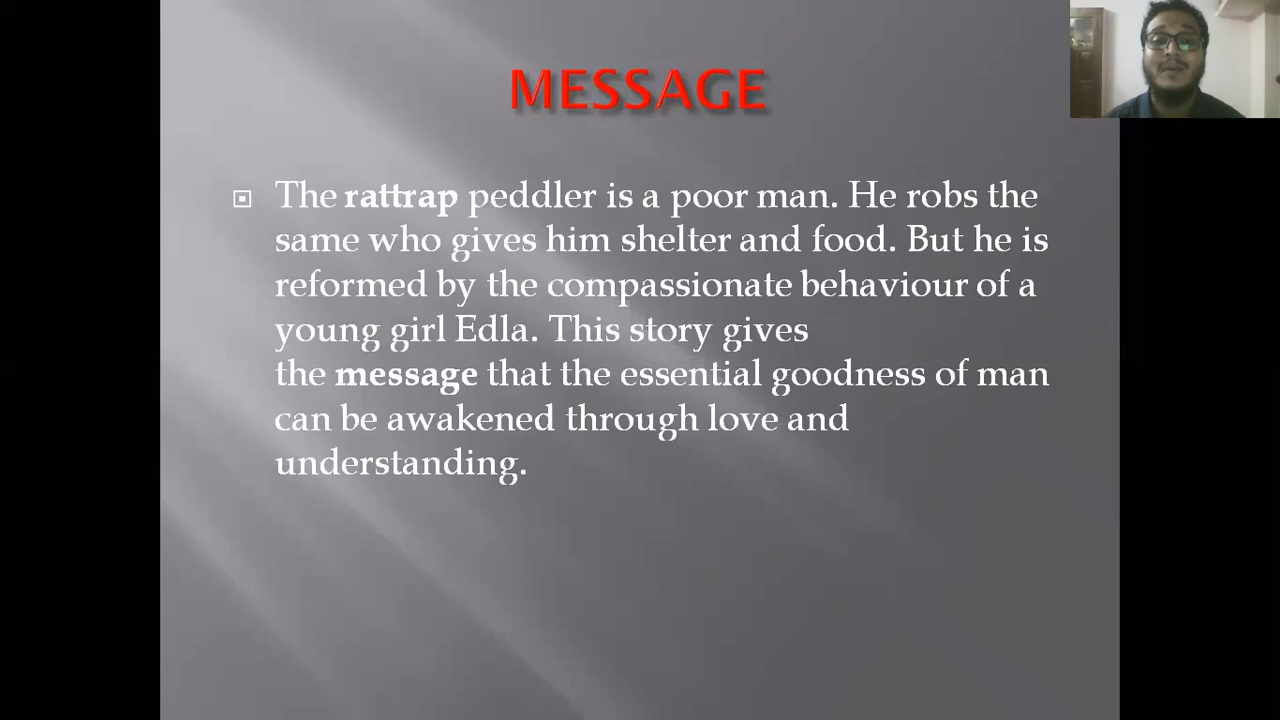 MESSAGE
The rattrap peddler is a poor man. He robs the
same who gives him shelter and food. But he is
reformed by the compassionate behaviour of a
young girl Edla. This story gives
the message that the essential goodness of man
can be awakened through love and
understanding.